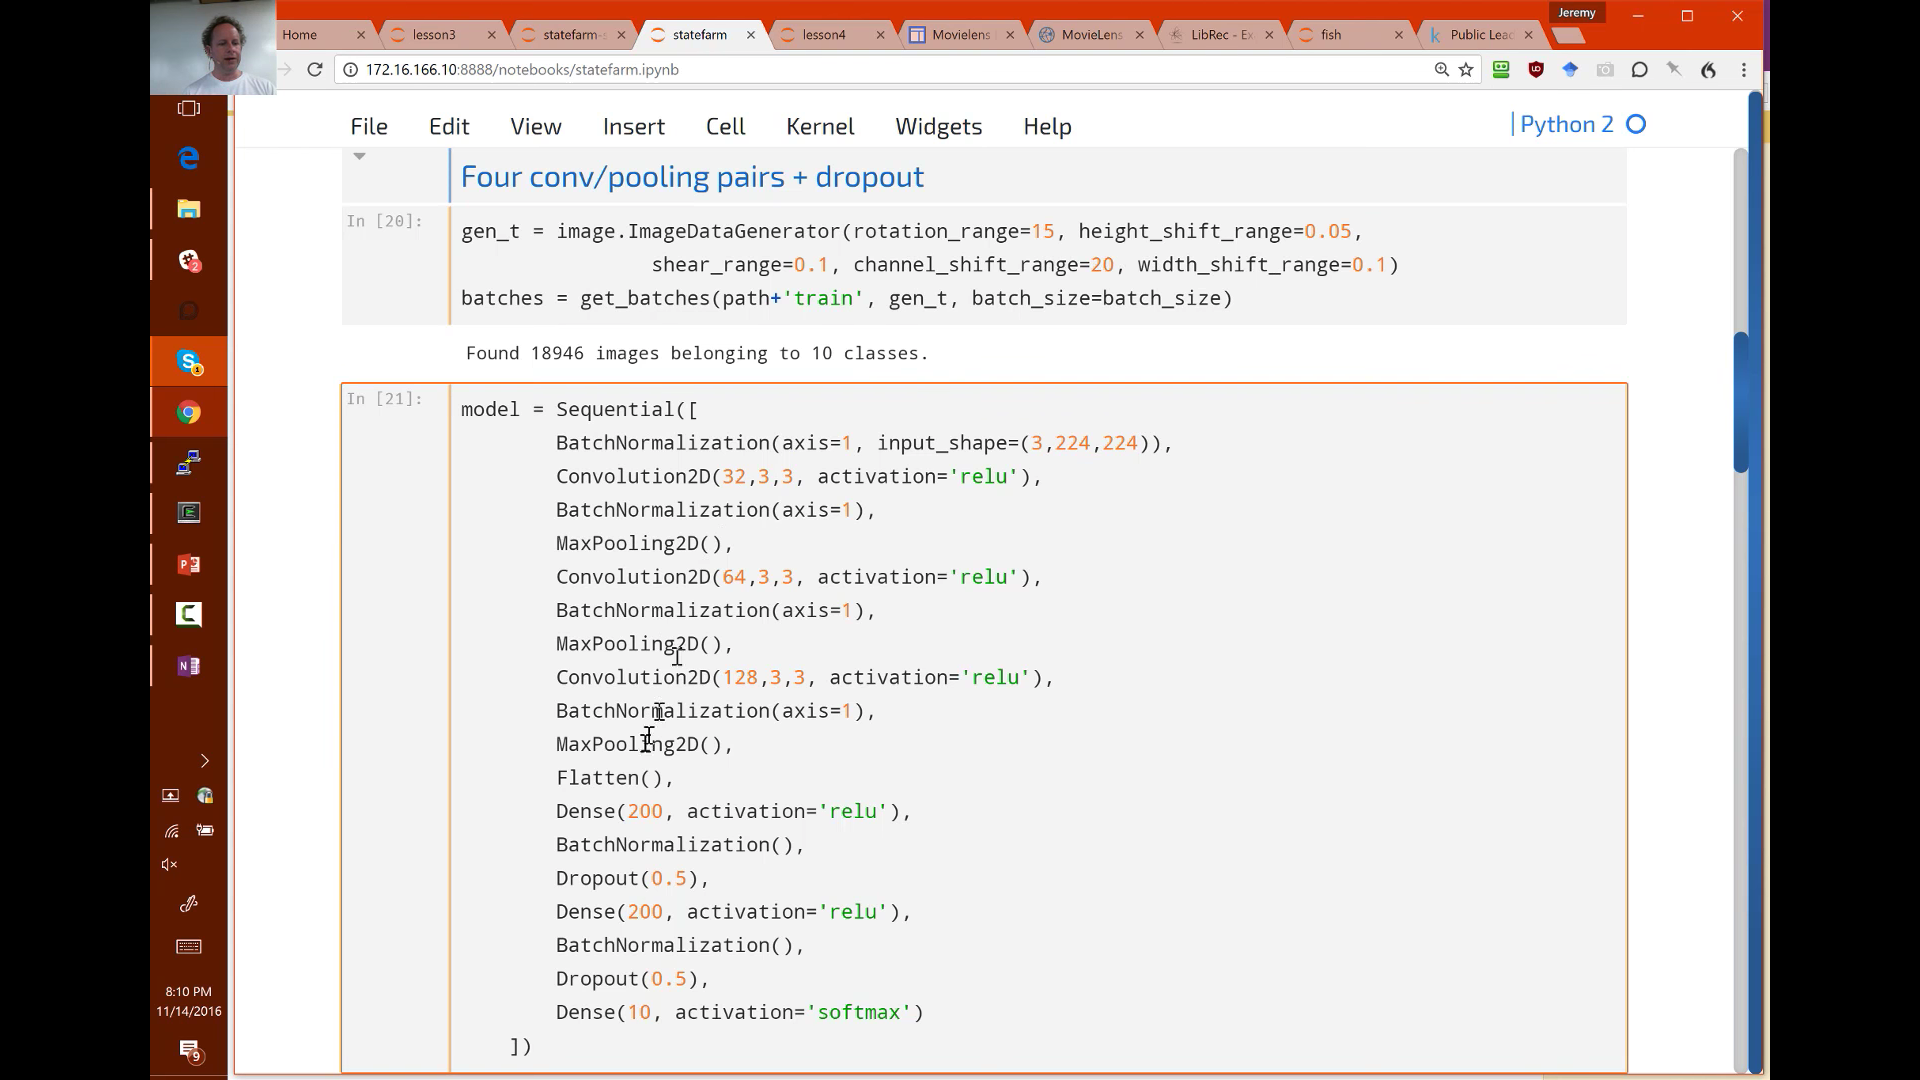 Jeremy
Home
lesson3
statefarm-s
statefarm
lesson4
Movielens
MovieLens
LibRec - Ex
fish
Public Lea
172.16.166.10:8888/notebooks/statefarm.ipynb
File Edit View Insert Cell Kernel Widgets Help
Python 2
Four conv/pooling pairs + dropout
In [20]:
gen_t = image.ImageDataGenerator(rotation_range=15, height_shift_range=0.05,
shear_range=0.1, channel_shift_range=20, width_shift_range=0.1)
batches = get_batches(path+'train', gen_t, batch_size=batch_size)
Found 18946 images belonging to 10 classes.
In [21]:
model = Sequential([
BatchNormalization(axis=1, input_shape=(3,224,224)),
Convolution2D(32,3,3, activation='relu'),
BatchNormalization(axis=1),
MaxPooling2D(),
Convolution2D(64,3,3, activation='relu'),
BatchNormalization(axis=1),
MaxPooling2D(),
Convolution2D(128,3,3, activation='relu'),
BatchNormalization(axis=1),
MaxPooling2D(),
Flatten(),
Dense(200, activation='relu'),
BatchNormalization(),
Dropout(0.5),
Dense(200, activation='relu'),
BatchNormalization(),
Dropout(0.5),
Dense(10, activation='softmax')
])
8:10 PM
11/14/2016
9